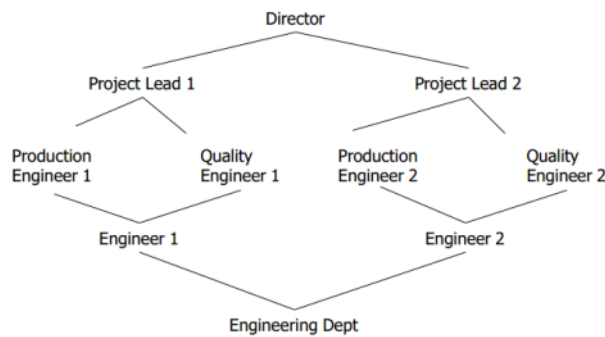 Director
Project Lead 1
Project Lead 2
Production
Engineer 1
Quality
Engineer 1
Production
Engineer 2
Quality
Engineer 2
Engineer 1
Engineer 2
Engineering Dept